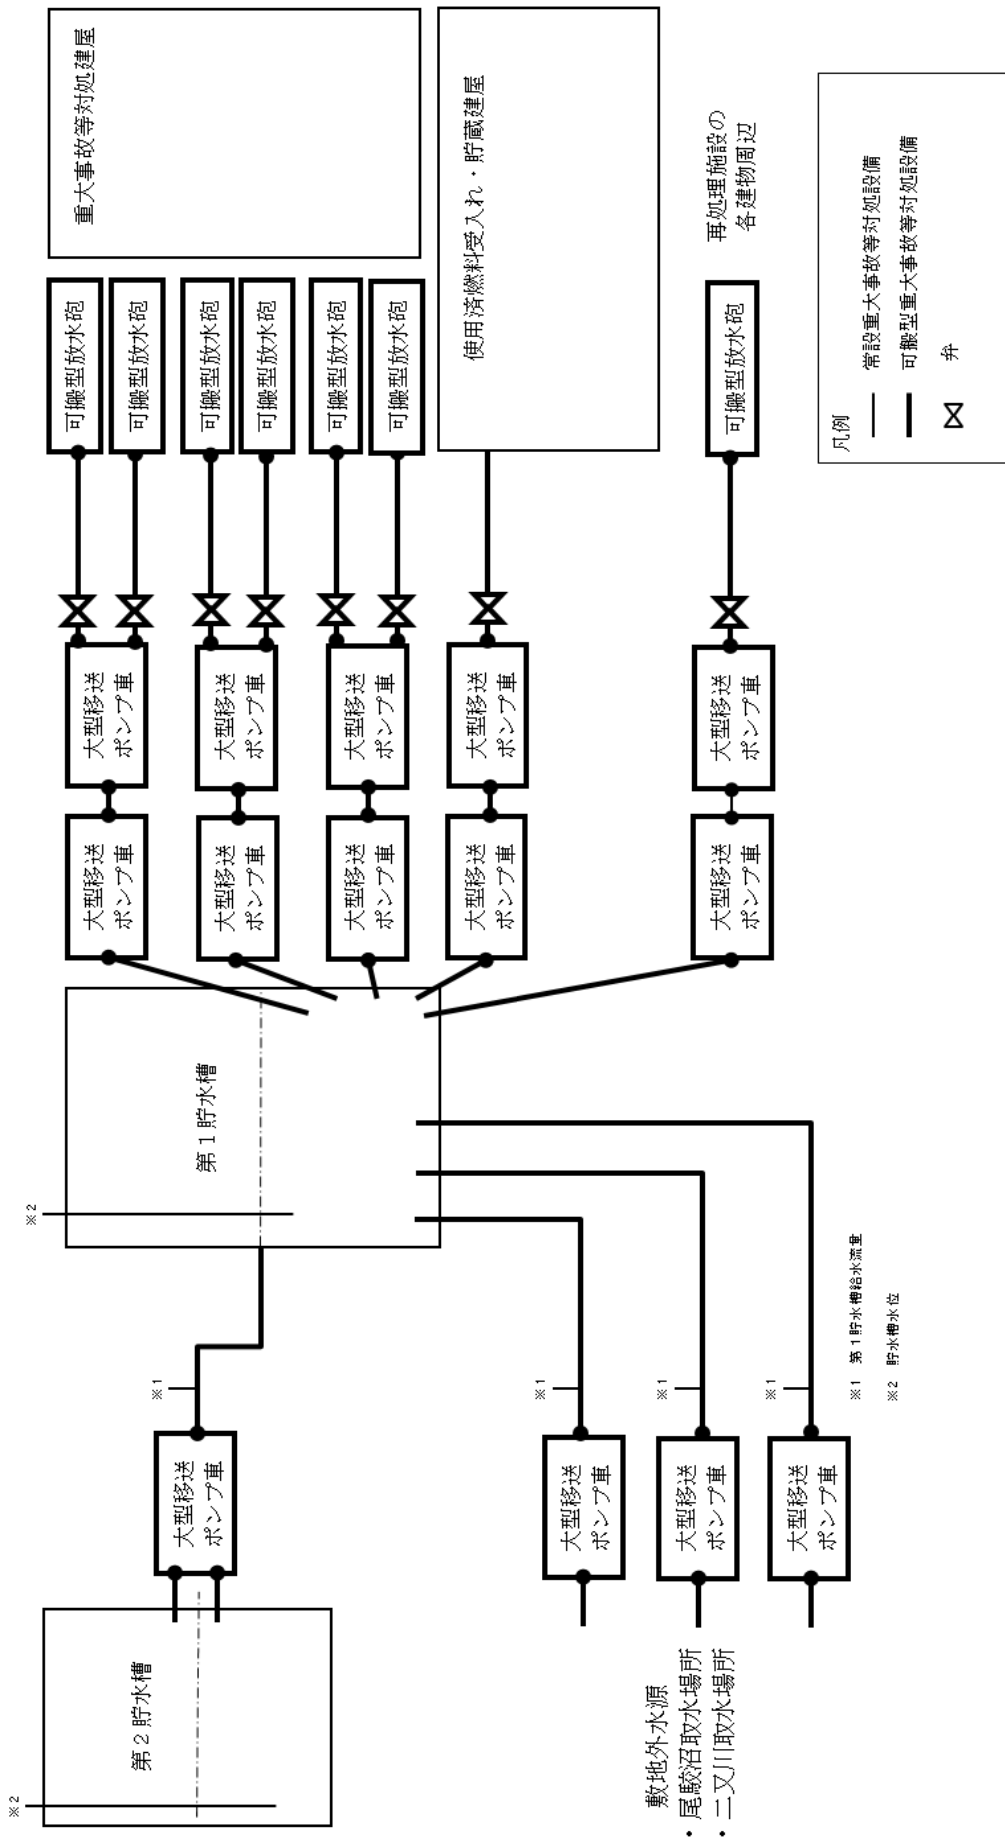 ※2
第２貯水槽
敷地外水源
・尾駮沼取水場所
・二又川取水場所
大型移送
ポンプ車
大型移送
ポンプ車
大型移送
ポンプ車
大型移送
ポンプ車
※1
※1
※1
※1
※2
第１貯水槽
大型移送
ポンプ車
大型移送
ポンプ車
大型移送
ポンプ車
大型移送
ポンプ車
大型移送
ポンプ車
大型移送
ポンプ車
大型移送
ポンプ車
大型移送
ポンプ車
大型移送
ポンプ車
大型移送
ポンプ車
可搬型放水砲
可搬型放水砲
可搬型放水砲
可搬型放水砲
可搬型放水砲
可搬型放水砲
可搬型放水砲
重大事故等対処建屋
使用済燃料受入れ・貯蔵建屋
再処理施設の
各建物周辺
※1　第１貯水槽給水流量
※2　貯水槽水位
凡例
常設重大事故等対処設備
可搬型重大事故等対処設備
弁